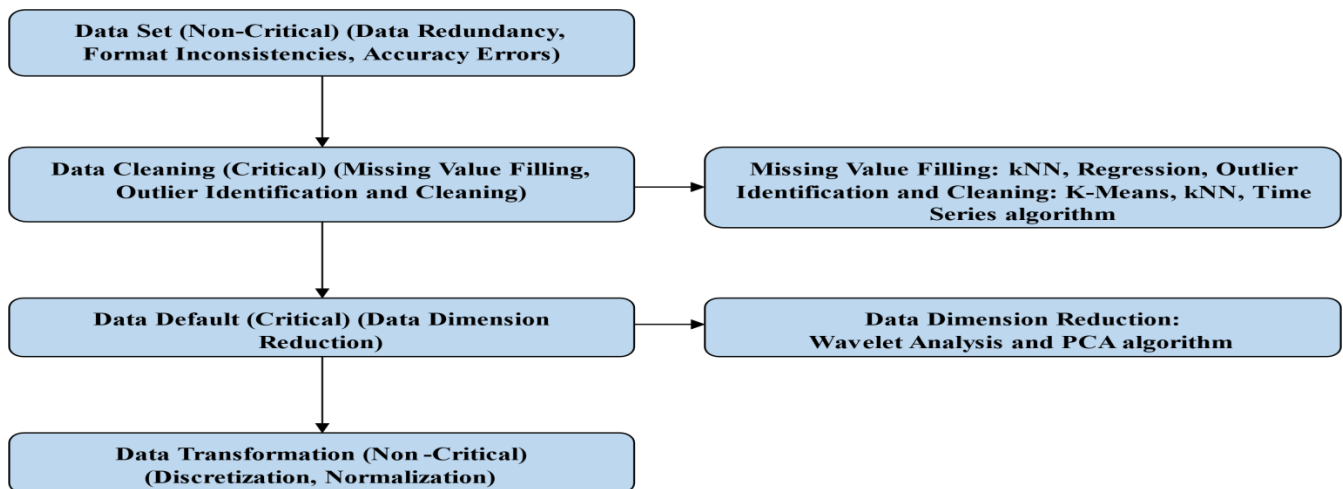 Data Set (Non-Critical) (Data Redundancy,
Format Inconsistencies, Accuracy Errors)
Data Cleaning (Critical) (Missing Value Filling,
Outlier Identification and Cleaning)
Missing Value Filling: kNN, Regression, Outlier
Identification and Cleaning: K-Means, kNN, Time
Series algorithm
Data Default (Critical) (Data Dimension
Reduction)
Data Dimension Reduction:
Wavelet Analysis and PCA algorithm
Data Transformation (Non -Critical)
(Discretization, Normalization)